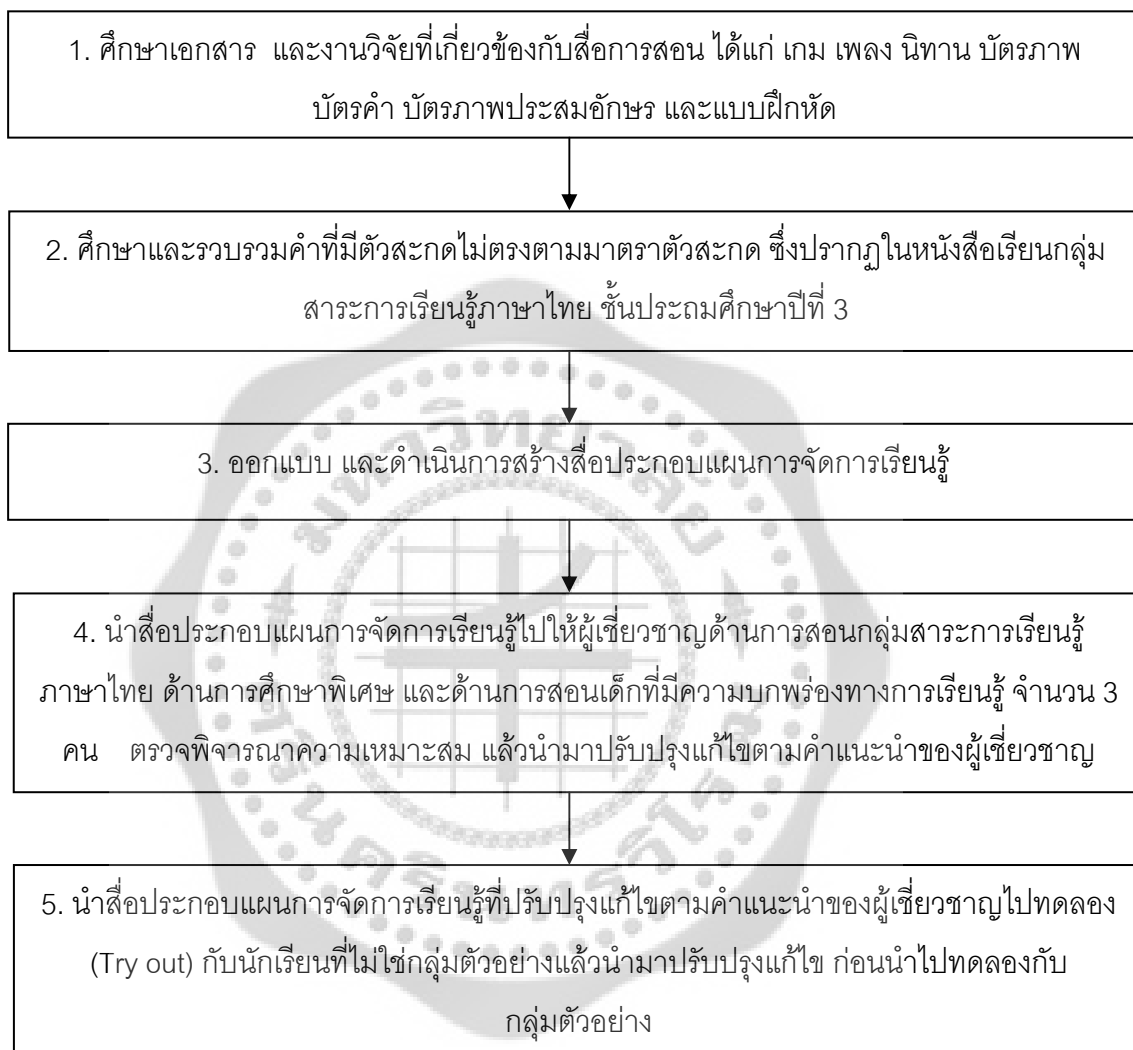 1. ศึกษาเอกสาร และงานวิจัยที่เกี่ยวข้องกับสื่อการสอน ได้แก่ เกม เพลง นิทาน บัตรภาพ
บัตรคำ บัตรภาพประสมอักษร และแบบฝึกหัด
2. ศึกษาและรวบรวมคำที่มีตัวสะกดไม่ตรงตามมาตราตัวสะกด ซึ่งปรากฏในหนังสือเรียนกลุ่ม
สาระการเรียนรู้ภาษาไทย ชั้นประถมศึกษาปีที่ 3
3. ออกแบบ และดำเนินการสร้างสื่อประกอบแผนการจัดการเรียนรู้
4. นำสื่อประกอบแผนการจัดการเรียนรู้ไปให้ผู้เชี่ยวชาญด้านการสอนกลุ่มสาระการเรียนรู้
ภาษาไทย ด้านการศึกษาพิเศษ และด้านการสอนเด็กที่มีความบกพร่องทางการเรียนรู้ จำนวน 3
คน ตรวจพิจารณาความเหมาะสม แล้วนำมาปรับปรุงแก้ไขตามคำแนะนำของผู้เชี่ยวชาญ
5. นำสื่อประกอบแผนการจัดการเรียนรู้ที่ปรับปรุงแก้ไขตามคำแนะนำของผู้เชี่ยวชาญไปทดลอง
(Try out) กับนักเรียนที่ไม่ใช่กลุ่มตัวอย่างแล้วนำมาปรับปรุงแก้ไข ก่อนนำไปทดลองกับ
กลุ่มตัวอย่าง
มหาวิทยาลัย
ศรีนครินทรวิโรฒ